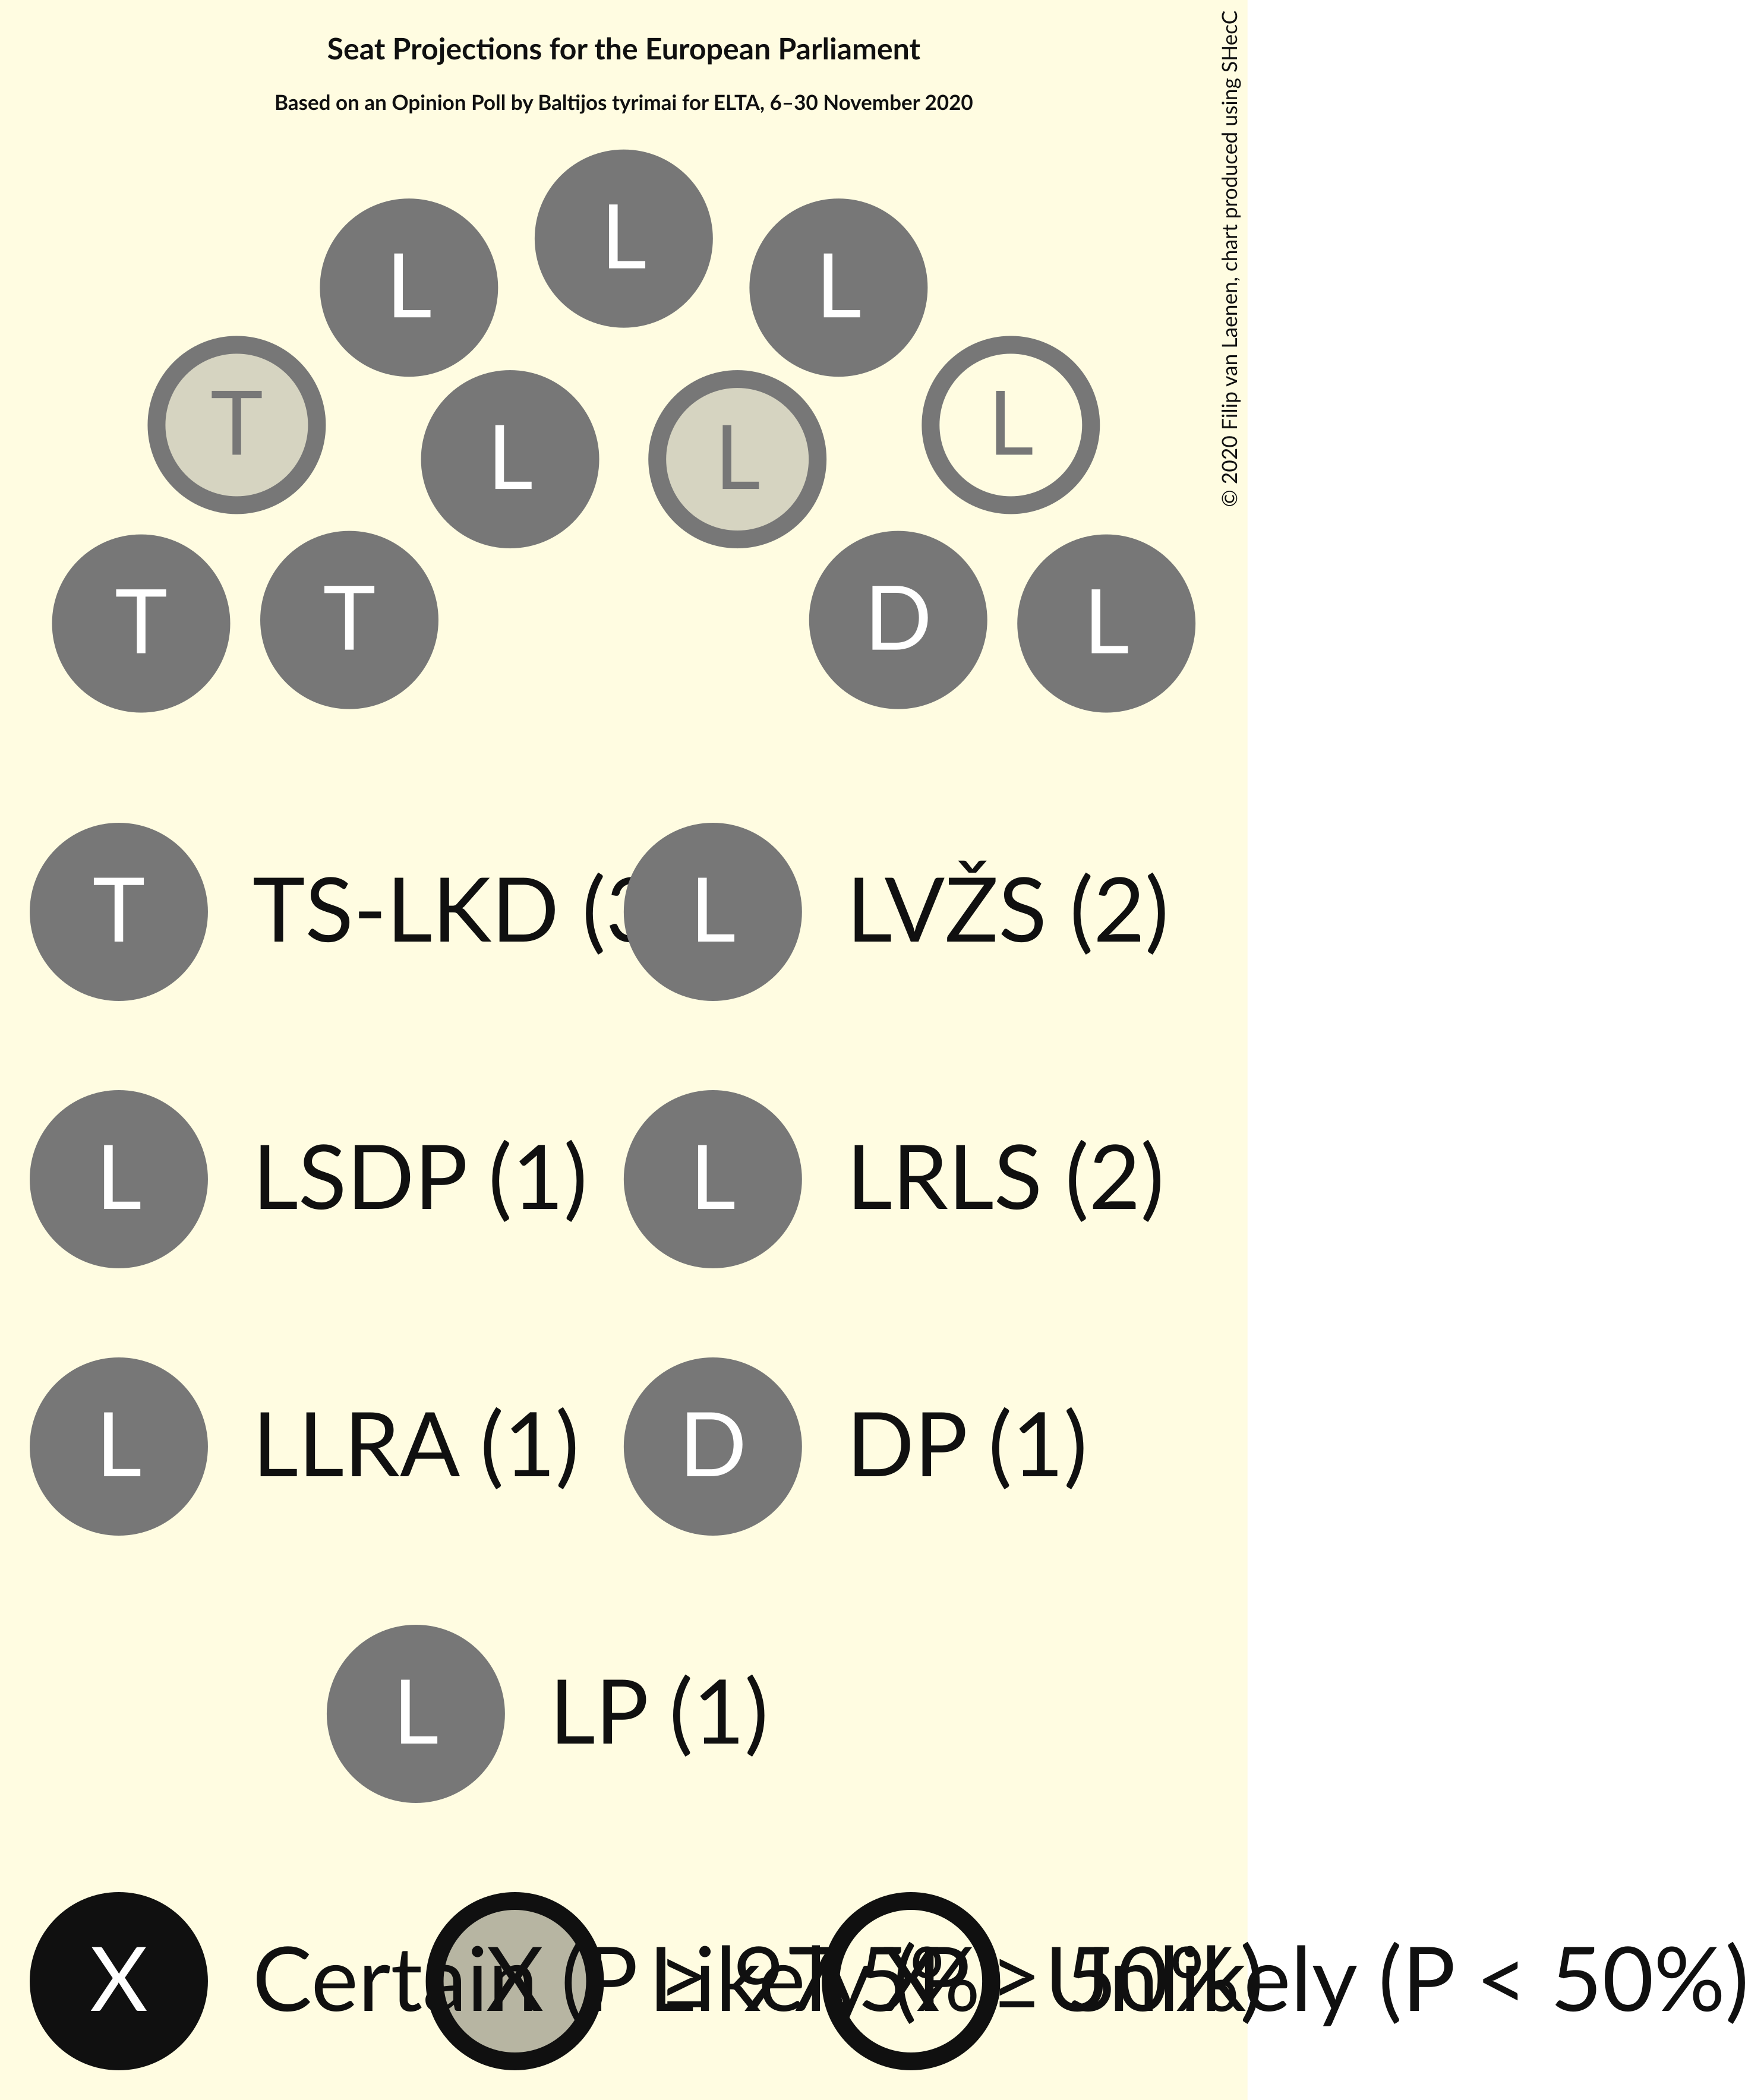 Seat Projections for the European Parliament
Based on an Opinion Poll by Baltijos tyrimai for ELTA, 6–30 November 2020
© 2020 Filip van Laenen, chart produced using SHecC
L
L L
T L
L L
T T D L
T TS-LKD (3 L LVŽS (2)
L LSDP (1) L LRLS (2)
L LLRA (1) D DP (1)
L LP (1)
X Certain (P ≥ 97.5%) X Likely (P ≥ 50%) X Unlikely (P < 50%)